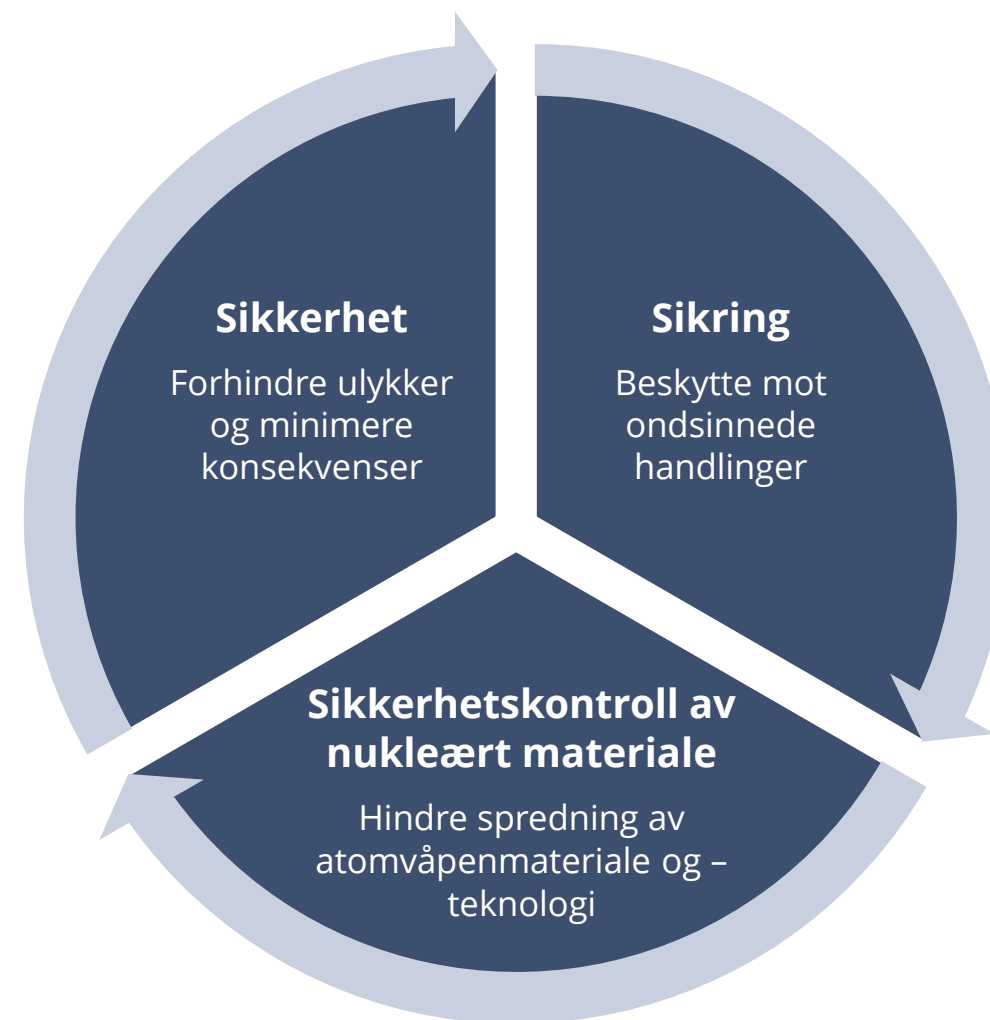 Sikkerhet
Forhindre ulykker
og minimere
konsekvenser
Sikring
Beskytte mot
ondsinnede
handlinger
Sikkerhetskontroll av
nukleært materiale
Hindre spredning av
atomvåpenmateriale og –
teknologi